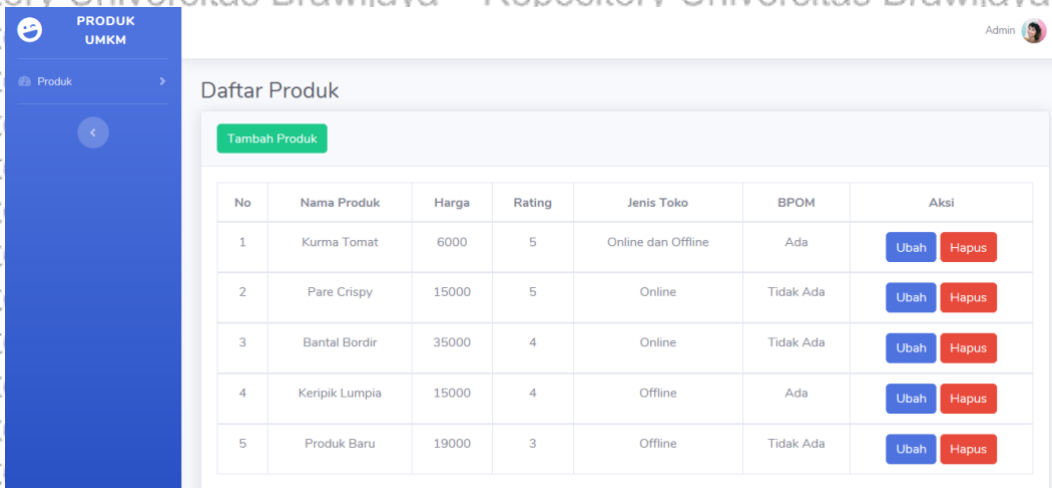 Repository Universitas Brawijaya
PRODUK
UMKM
Admin
Produk
Daftar Produk
Tambah Produk
No Nama Produk Harga Rating Jenis Toko BPOM Aksi
1 Kurma Tomat 6000 5 Online dan Offline Ada Ubah Hapus
2 Pare Crispy 15000 5 Online Tidak Ada Ubah Hapus
3 Bantal Bordir 35000 4 Online Tidak Ada Ubah Hapus
4 Keripik Lumpia 15000 4 Offline Ada Ubah Hapus
5 Produk Baru 19000 3 Offline Tidak Ada Ubah Hapus